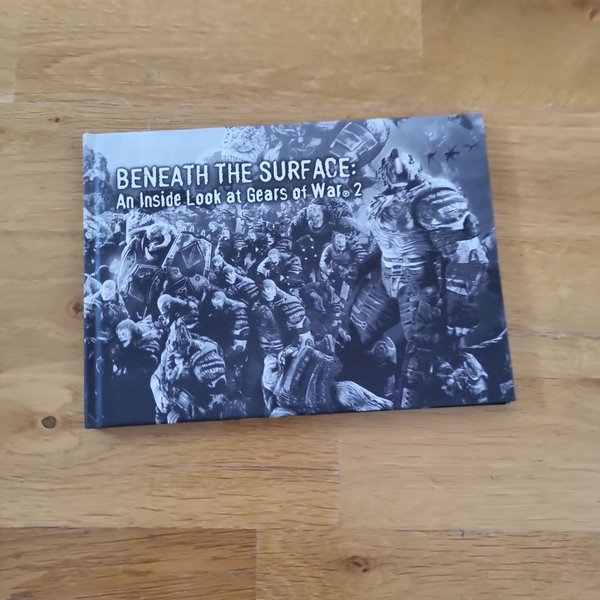 BENEATH THE SURFACE:
An Inside Look at Gears of War® 2